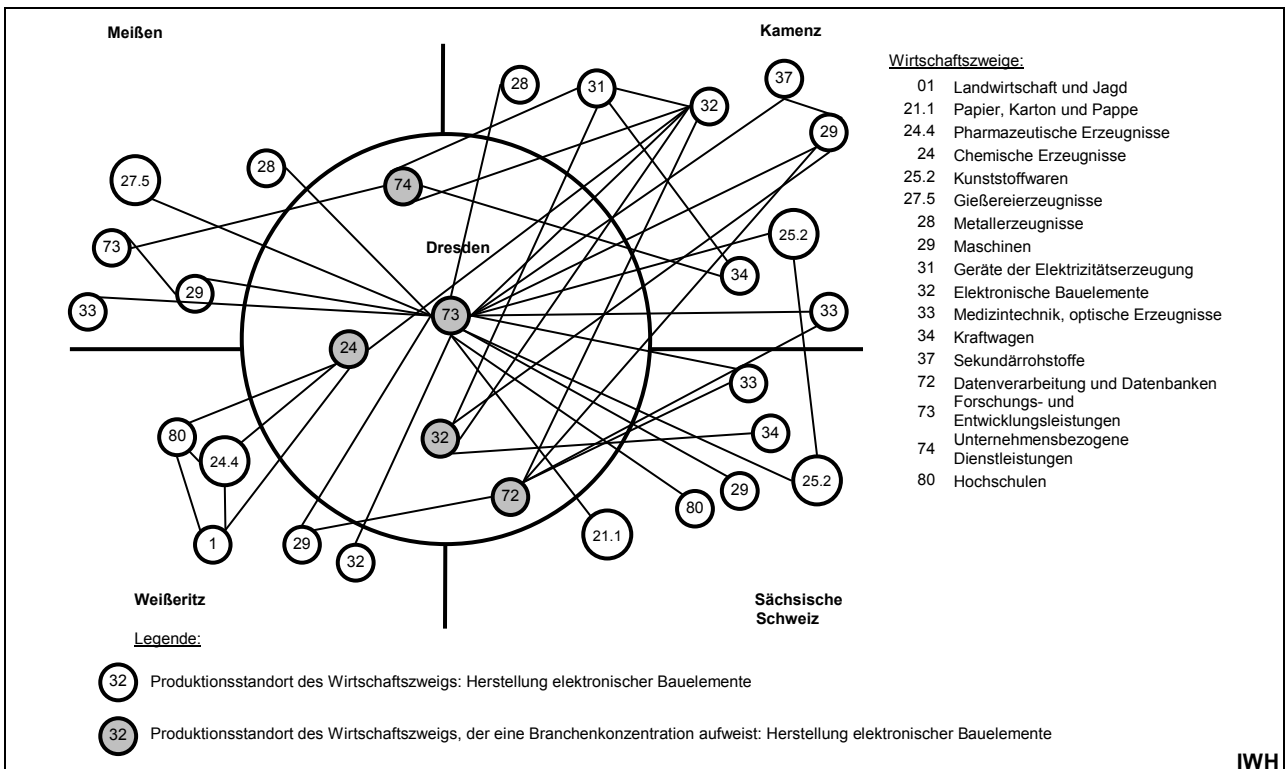 Meißen
Kamenz
28
31
32
37
29
28
27.5
74
73
Dresden
25.2
34
29
33
73
33
24
33
80
24.4
32
34
72
29
25.2
80
1
29
32
21.1
Weißeritz
Sächsische
Schweiz
Wirtschaftszweige:
01 Landwirtschaft und Jagd
21.1 Papier, Karton und Pappe
24.4 Pharmazeutische Erzeugnisse
24 Chemische Erzeugnisse
25.2 Kunststoffwaren
27.5 Gießereierzeugnisse
28 Metallerzeugnisse
29 Maschinen
31 Geräte der Elektrizitätserzeugung
32 Elektronische Bauelemente
33 Medizintechnik, optische Erzeugnisse
34 Kraftwagen
37 Sekundärrohstoffe
72 Datenverarbeitung und Datenbanken
73 Forschungs- und
Entwicklungsleistungen
74 Unternehmensbezogene
Dienstleistungen
80 Hochschulen
Legende:
32 Produktionsstandort des Wirtschaftszweigs: Herstellung elektronischer Bauelemente
32 Produktionsstandort des Wirtschaftszweigs, der eine Branchenkonzentration aufweist: Herstellung elektronischer Bauelemente
IWH